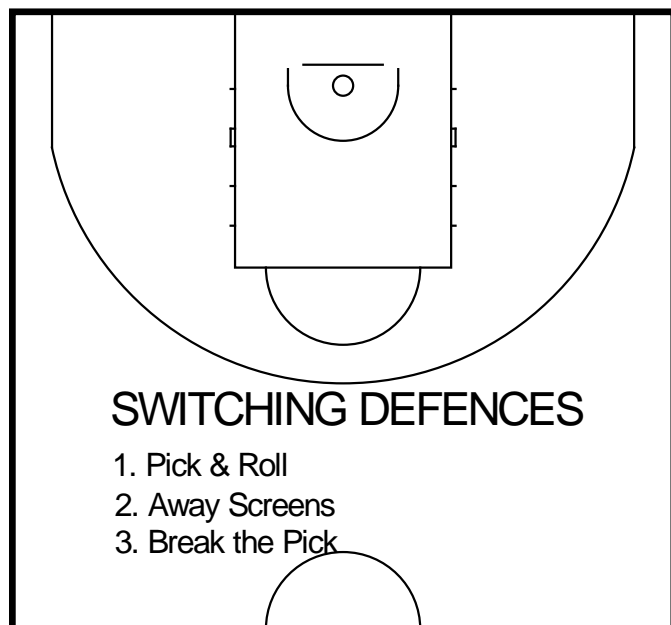 SWITCHING DEFENCES
1. Pick & Roll
2. Away Screens
3. Break the Pick